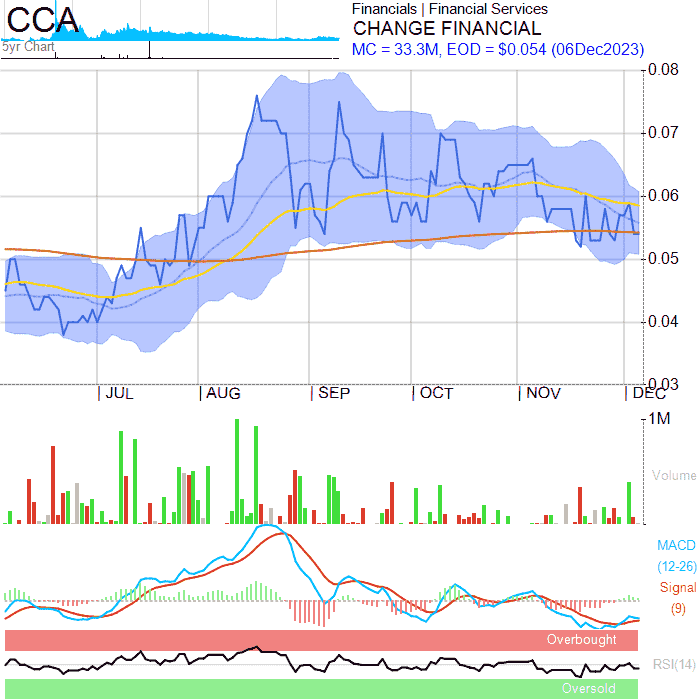 CCA
5yr Chart
Financials | Financial Services
CHANGE FINANCIAL
MC = 33.3M, EOD = $0.054 (06Dec2023)
0.08
0.07
0.06
0.05
0.04
0.03
JUL AUG SEP OCT NOV DEC
1M
Volume
MACD
(12-26)
Signal
(9)
Overbought
RSI(14)
Oversold